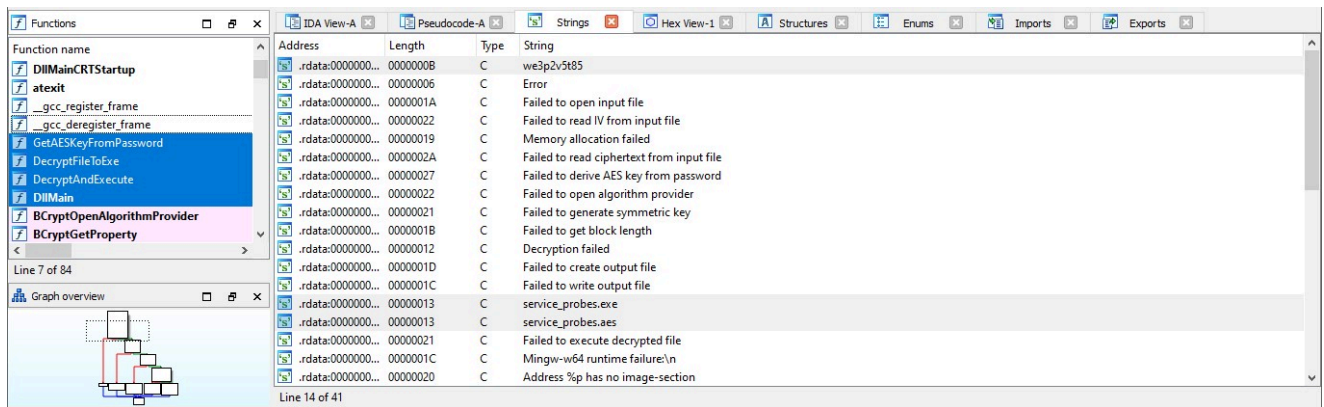 Functions
IDA View-A Pseudocode-A Strings Hex View-1 Structures Enums Imports Exports
Function name
DllMainCRTStartup
atexit
__gcc_register_frame
__gcc_deregister_frame
GetAESKeyFromPassword
DecryptFileToExe
DecryptAndExecute
DllMain
BCryptOpenAlgorithmProvider
BCryptGetProperty
Line 7 of 84
Graph overview
Address Length Type String
.rdata:0000000... 0000000B C we3p2v5t85
.rdata:0000000... 00000006 C Error
.rdata:0000000... 0000001A C Failed to open input file
.rdata:0000000... 00000022 C Failed to read IV from input file
.rdata:0000000... 00000019 C Memory allocation failed
.rdata:0000000... 0000002A C Failed to read ciphertext from input file
.rdata:0000000... 00000027 C Failed to derive AES key from password
.rdata:0000000... 00000022 C Failed to open algorithm provider
.rdata:0000000... 00000021 C Failed to generate symmetric key
.rdata:0000000... 0000001B C Failed to get block length
.rdata:0000000... 00000012 C Decryption failed
.rdata:0000000... 0000001D C Failed to create output file
.rdata:0000000... 0000001C C Failed to write output file
.rdata:0000000... 00000013 C service_probes.exe
.rdata:0000000... 00000013 C service_probes.aes
.rdata:0000000... 00000021 C Failed to execute decrypted file
.rdata:0000000... 0000001C C Mingw-w64 runtime failure:\n
.rdata:0000000... 00000020 C Address %p has no image-section
Line 14 of 41